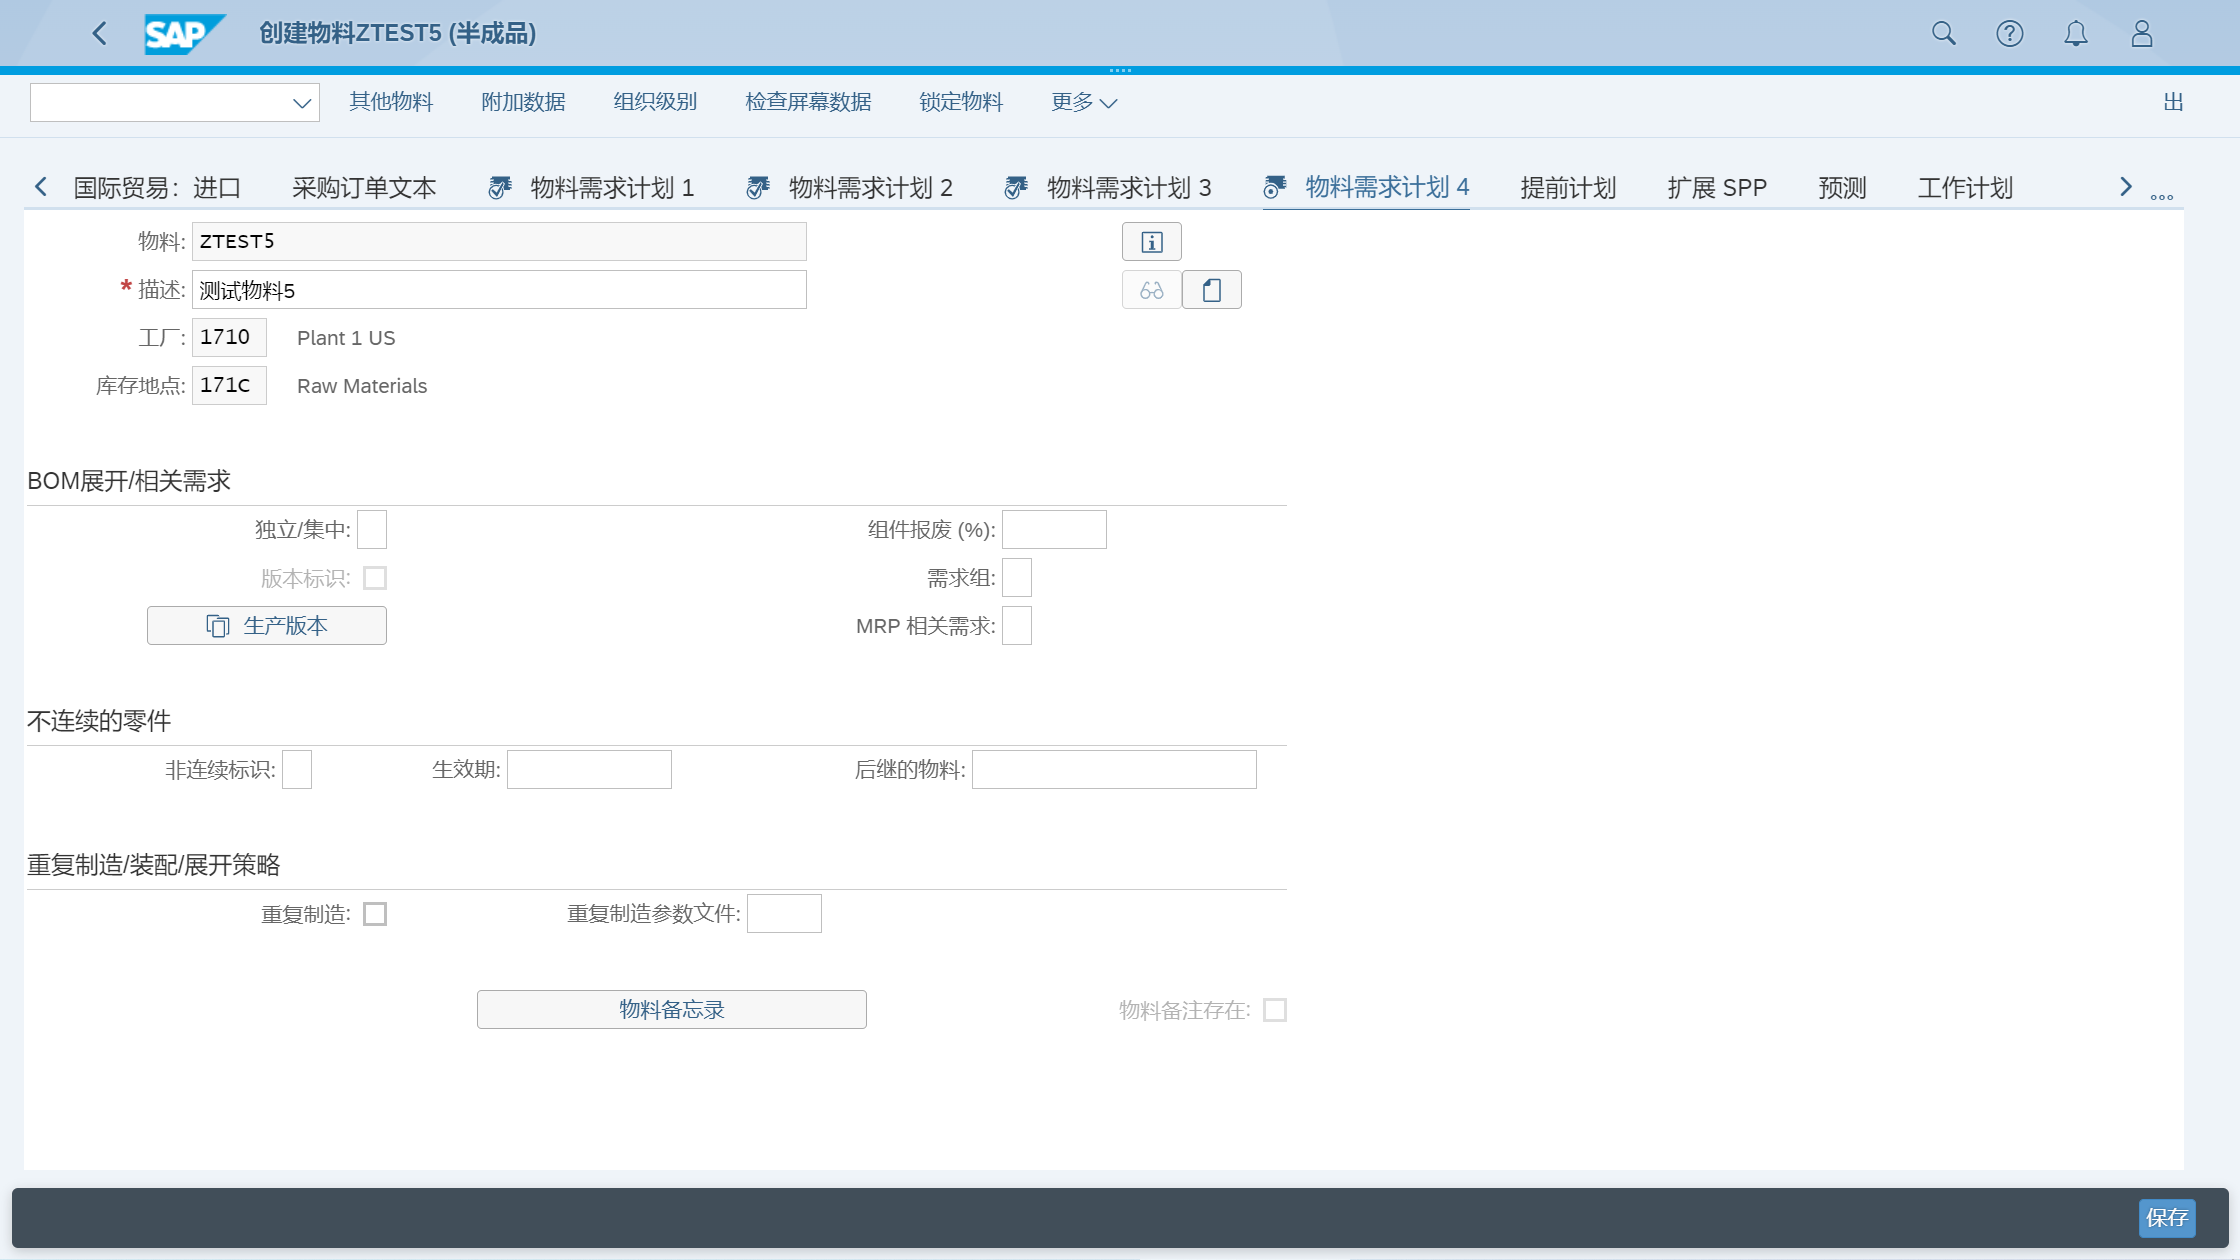 SAP 创建物料ZTEST5 (半成品)
其他物料 附加数据 组织级别 检查屏幕数据 锁定物料 更多 出
国际贸易：进口 采购订单文本 物料需求计划 1 物料需求计划 2 物料需求计划 3 物料需求计划 4 提前计划 扩展 SPP 预测 工作计划
物料: ZTEST5
* 描述: 测试物料5
工厂: 1710 Plant 1 US
库存地点: 171C Raw Materials
BOM展开/相关需求
独立/集中: 组件报废 (%):
版本标识: 需求组:
生产版本 MRP 相关需求:
不连续的零件
非连续标识: 生效期: 后继的物料:
重复制造/装配/展开策略
重复制造: 重复制造参数文件:
物料备忘录 物料备注存在:
保存